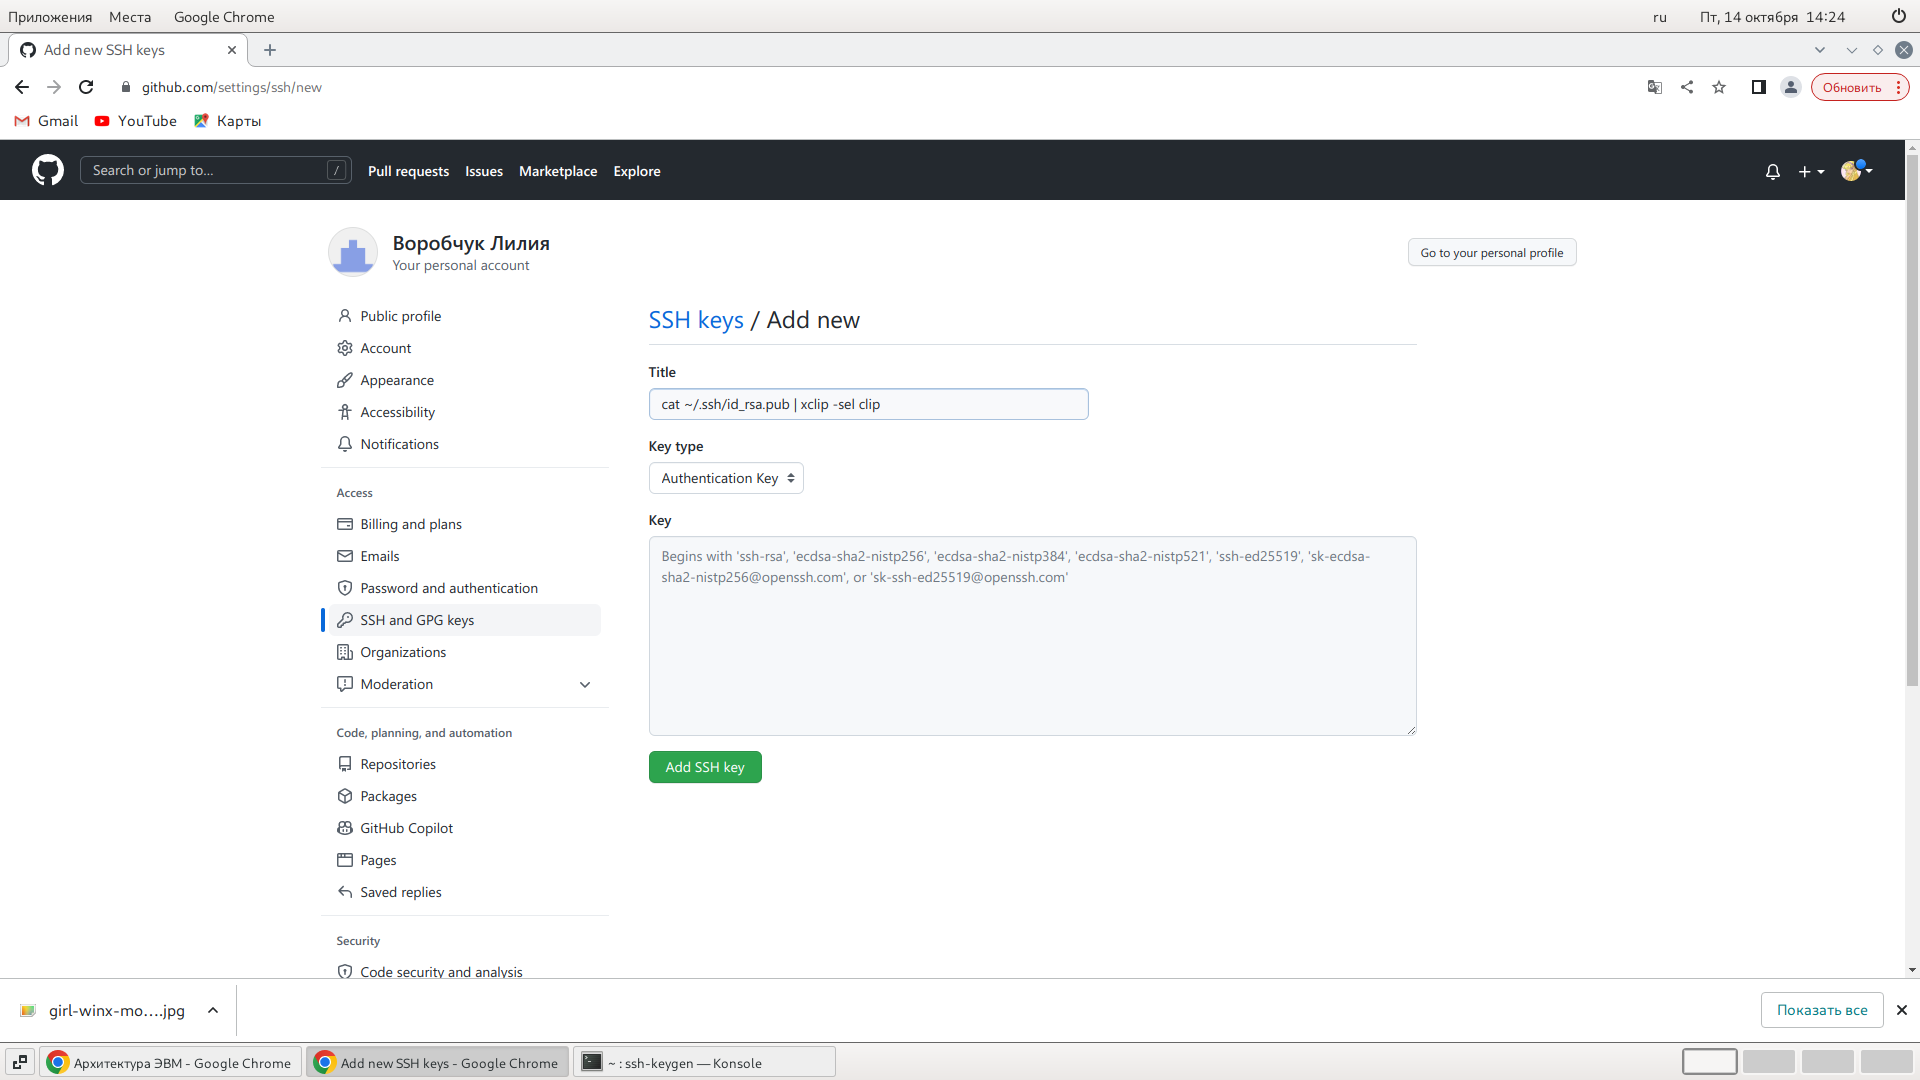 Приложения Места Google Chrome ru Пт, 14 октября 14:24
Add new SSH keys
github.com/settings/ssh/new Обновить
Gmail YouTube Карты
Search or jump to... / Pull requests Issues Marketplace Explore
Воробчук Лилия
Your personal account
Go to your personal profile
Public profile
Account
Appearance
Accessibility
Notifications
Access
Billing and plans
Emails
Password and authentication
SSH and GPG keys
Organizations
Moderation
Code, planning, and automation
Repositories
Packages
GitHub Copilot
Pages
Saved replies
Security
Code security and analysis
SSH keys / Add new
Title
cat ~/.ssh/id_rsa.pub | xclip -sel clip
Key type
Authentication Key
Key
Begins with 'ssh-rsa', 'ecdsa-sha2-nistp256', 'ecdsa-sha2-nistp384', 'ecdsa-sha2-nistp521', 'ssh-ed25519', 'sk-ecdsa-
sha2-nistp256@openssh.com', or 'sk-ssh-ed25519@openssh.com'
Add SSH key
girl-winx-mo....jpg Показать все
Архитектура ЭВМ - Google Chrome Add new SSH keys - Google Chrome ~ : ssh-keygen — Konsole